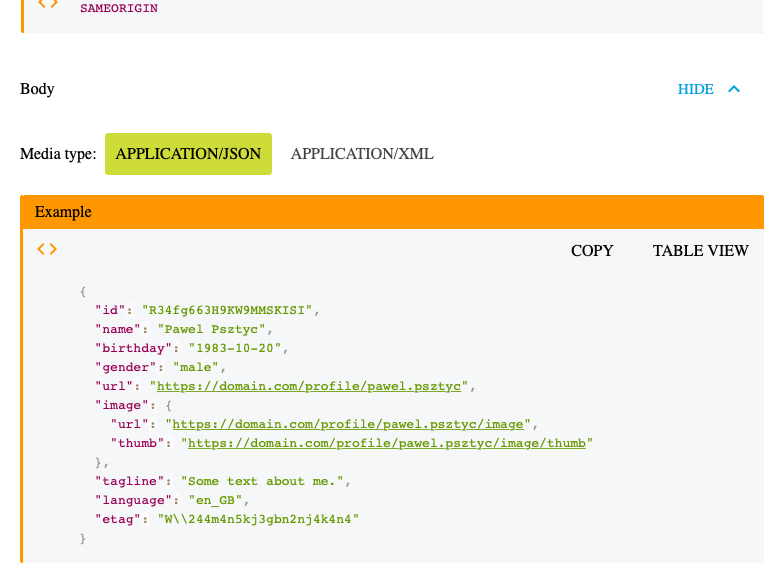 SAMEORIGIN
Body HIDE
Media type: APPLICATION/JSON APPLICATION/XML
Example
COPY TABLE VIEW
{
"id": "R34fg663H9KW9MMSKISI",
"name": "Pawel Psztyc",
"birthday": "1983-10-20",
"gender": "male",
"url": "https://domain.com/profile/pawel.psztyc",
"image": {
"url": "https://domain.com/profile/pawel.psztyc/image",
"thumb": "https://domain.com/profile/pawel.psztyc/image/thumb"
},
"tagline": "Some text about me.",
"language": "en_GB",
"etag": "W\\244m4n5kj3gbn2nj4k4n4"
}